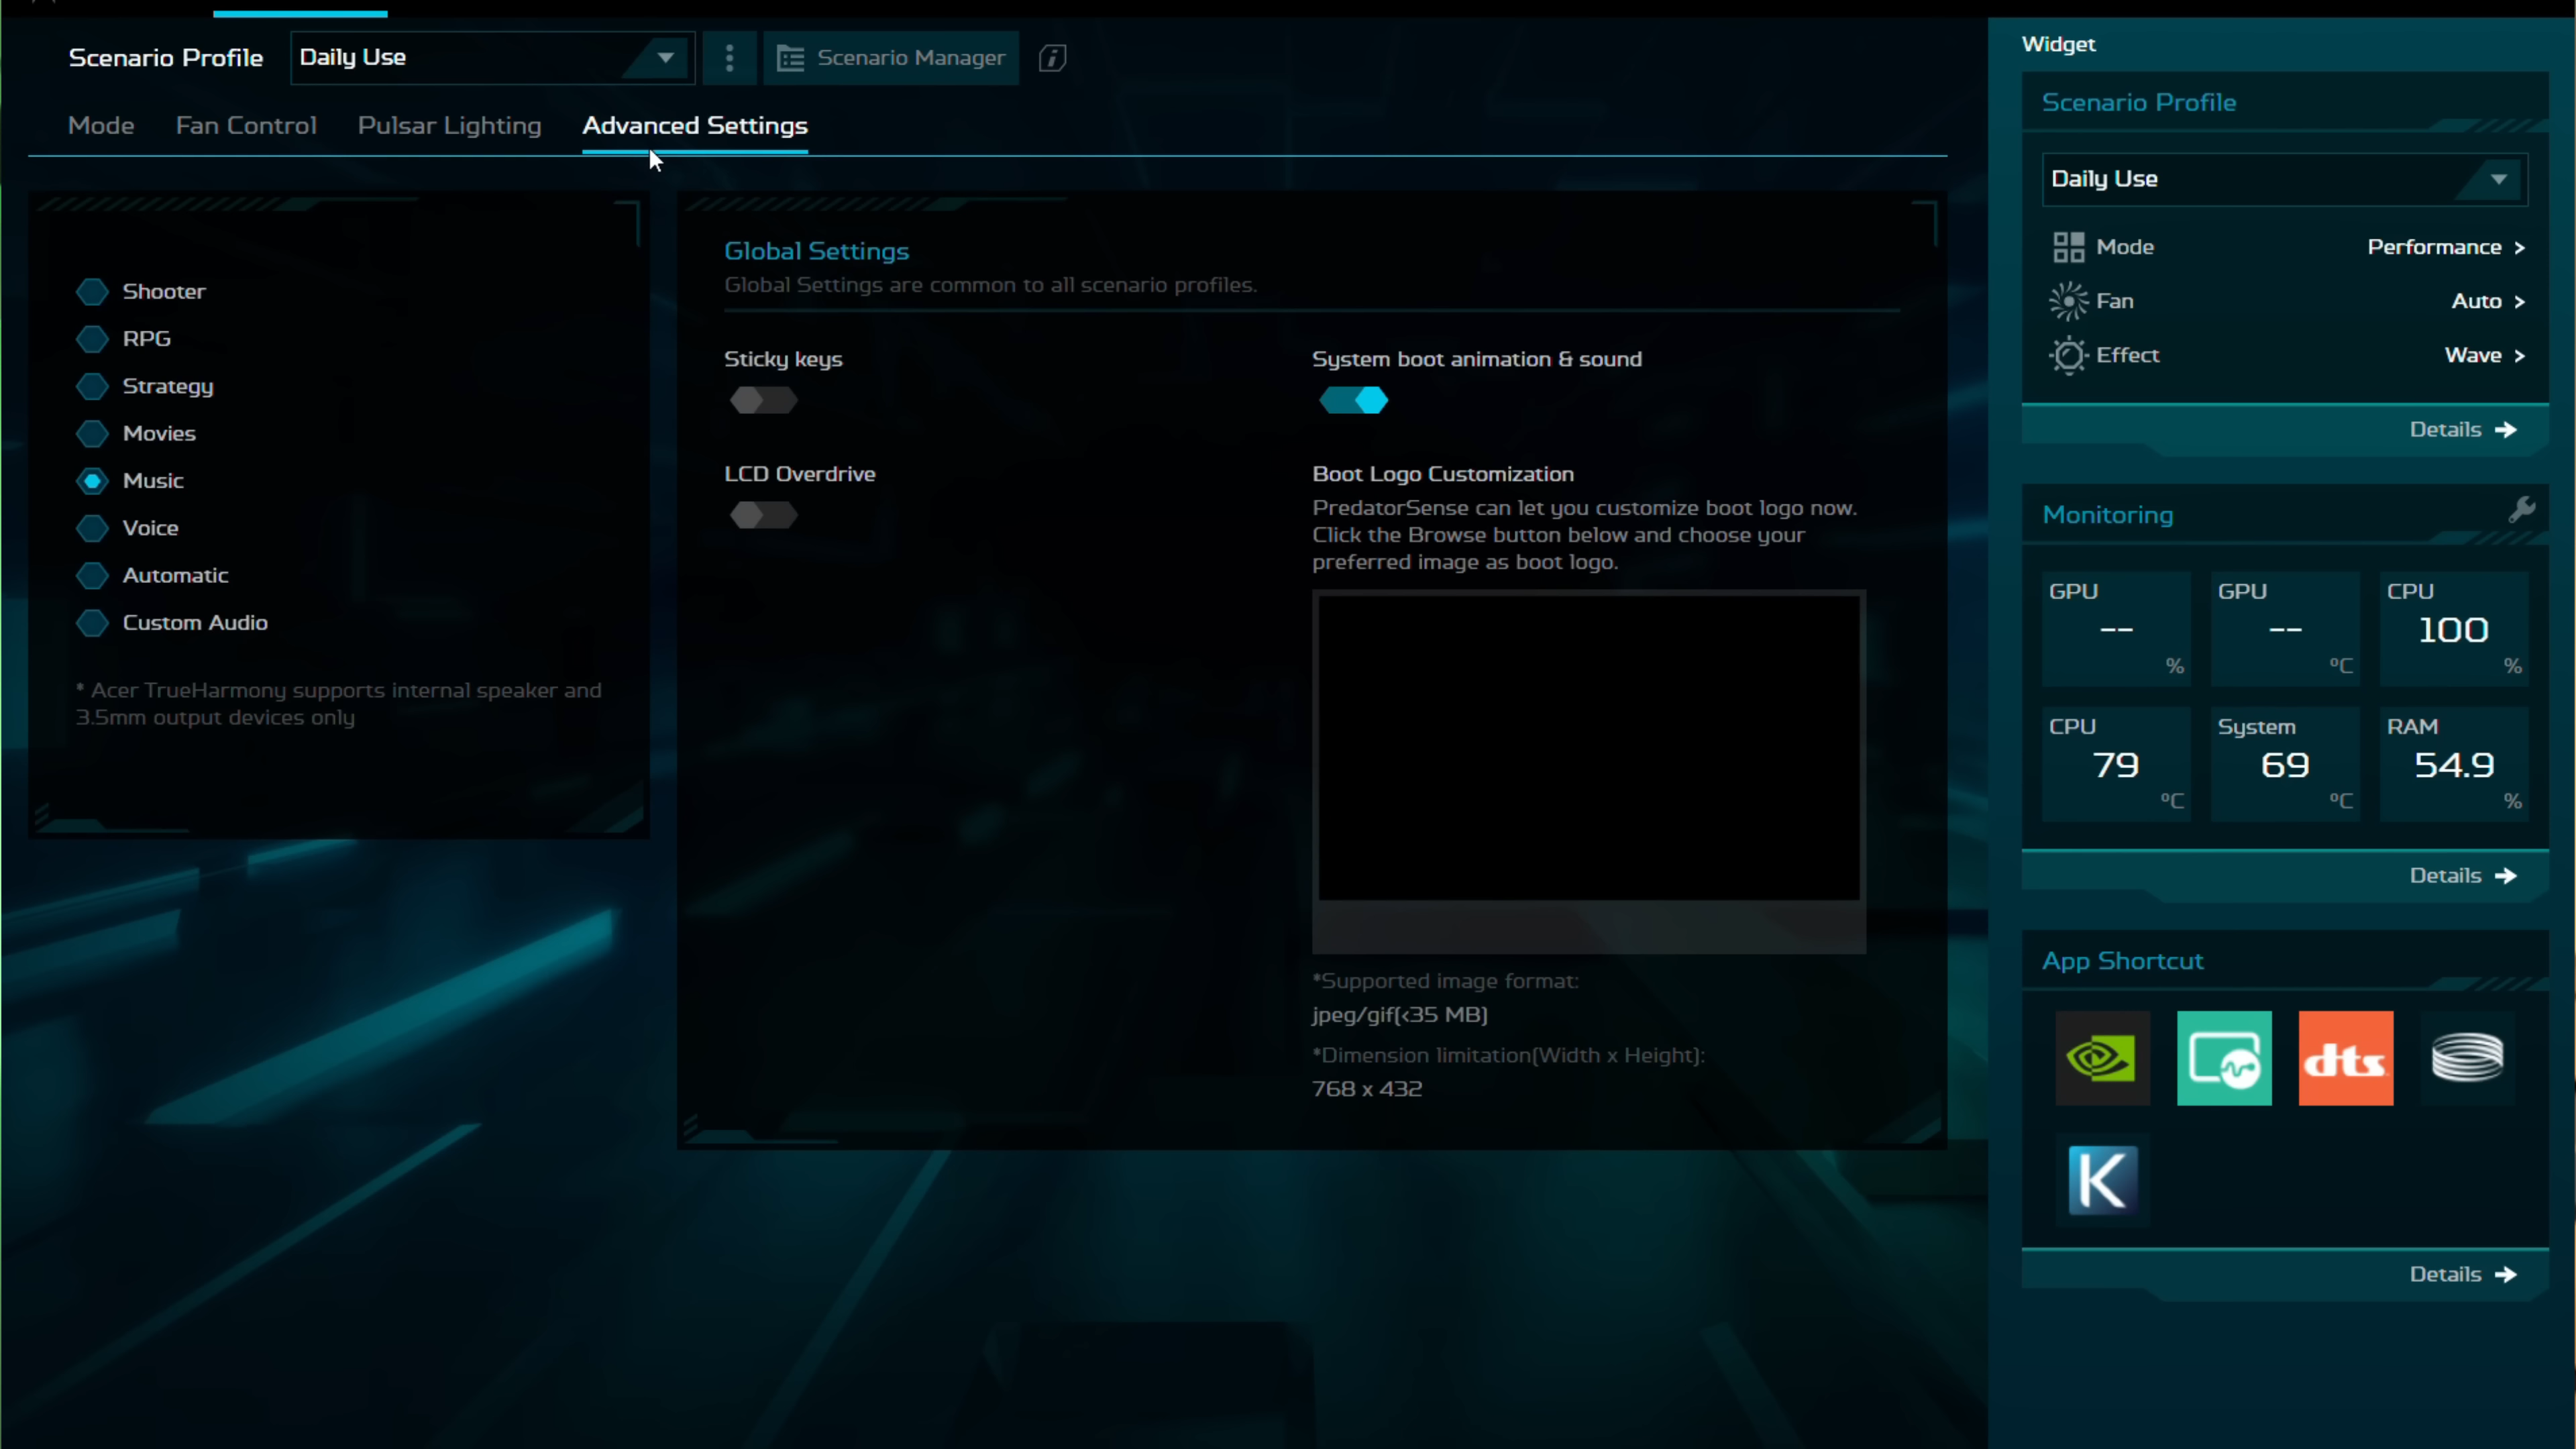 Scenario Profile
Daily Use
Scenario Manager
Mode
Fan Control
Pulsar Lighting
Advanced Settings
Shooter
RPG
Strategy
Movies
Music
Voice
Automatic
Custom Audio
* Acer TrueHarmony supports internal speaker and
3.5mm output devices only
Global Settings
Global Settings are common to all scenario profiles.
Sticky keys
System boot animation & sound
LCD Overdrive
Boot Logo Customization
PredatorSense can let you customize boot logo now.
Click the Browse button below and choose your
preferred image as boot logo.
*Supported image format:
jpeg/gif(<35 MB)
*Dimension limitation(Width x Height):
768 x 432
Widget
Scenario Profile
Daily Use
Mode
Performance >
Fan
Auto >
Effect
Wave >
Details
Monitoring
GPU
--
%
GPU
--
°C
CPU
100
%
CPU
79
°C
System
69
°C
RAM
54.9
%
Details
App Shortcut
dts
K
Details